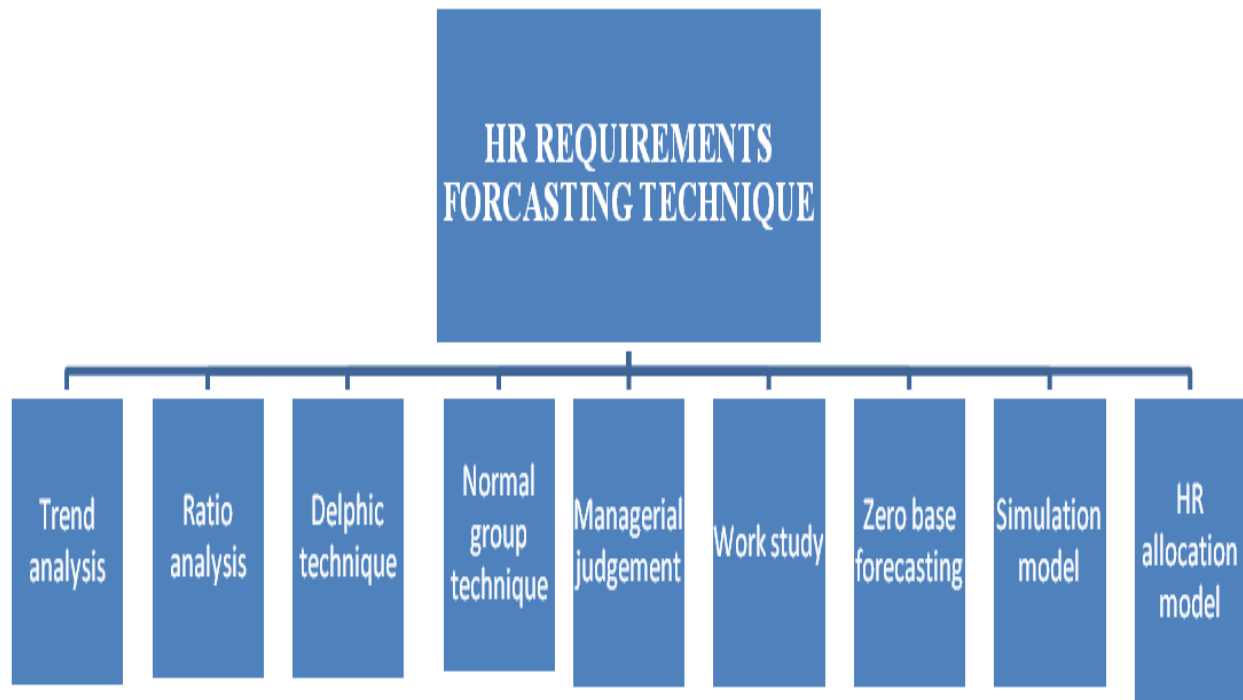 HR REQUIREMENTS
FORCASTING TECHNIQUE
Trend
analysis
Ratio
analysis
Delphic
technique
Normal
group
technique
Managerial
judgement
Work study
Zero base
forecasting
Simulation
model
HR
allocation
model